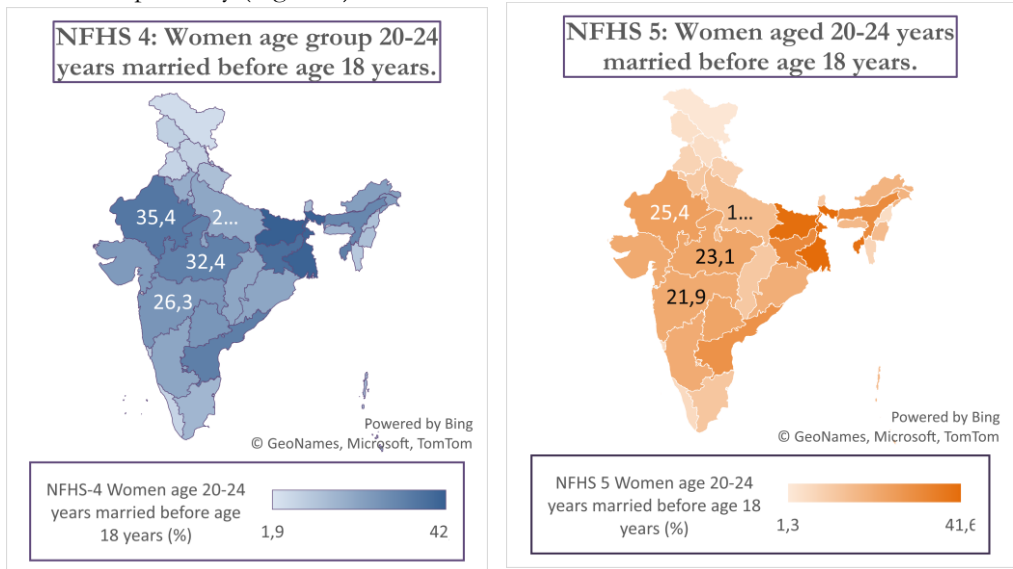 NFHS 4: Women age group 20-24
years married before age 18 years.
35,4
2...
32,4
26,3
Powered by Bing
© GeoNames, Microsoft, TomTom
NFHS-4 Women age 20-24
years married before age
18 years (%)
1,9
42,
NFHS 5: Women aged 20-24 years
married before age 18 years.
25,4
1...
23,1
21,9
Powered by Bing
© GeoNames, Microsoft, TomTom
NFHS 5 Women age 20-24
years married before age 18
years (%)
1,3
41,6